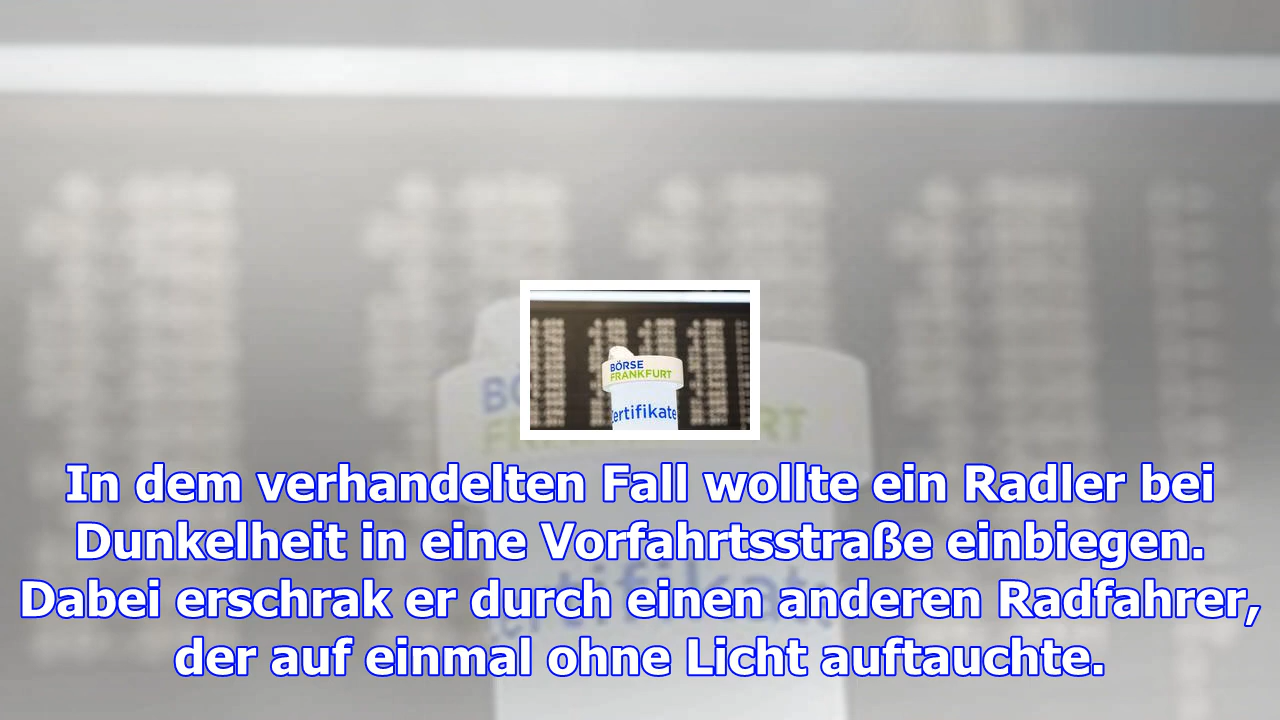 BÖRSE
FRANKFURT
Zertifikate
In dem verhandelten Fall wollte ein Radler bei
Dunkelheit in eine Vorfahrtsstraße einbiegen.
Dabei erschrak er durch einen anderen Radfahrer,
der auf einmal ohne Licht auftauchte.